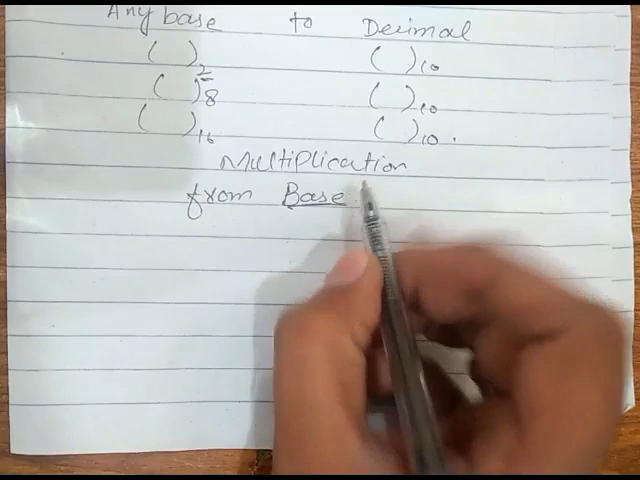 Any base to Decimal
( )2 ( )10
( )8 ( )10
( )16 ( )10.
Multiplication
from Base